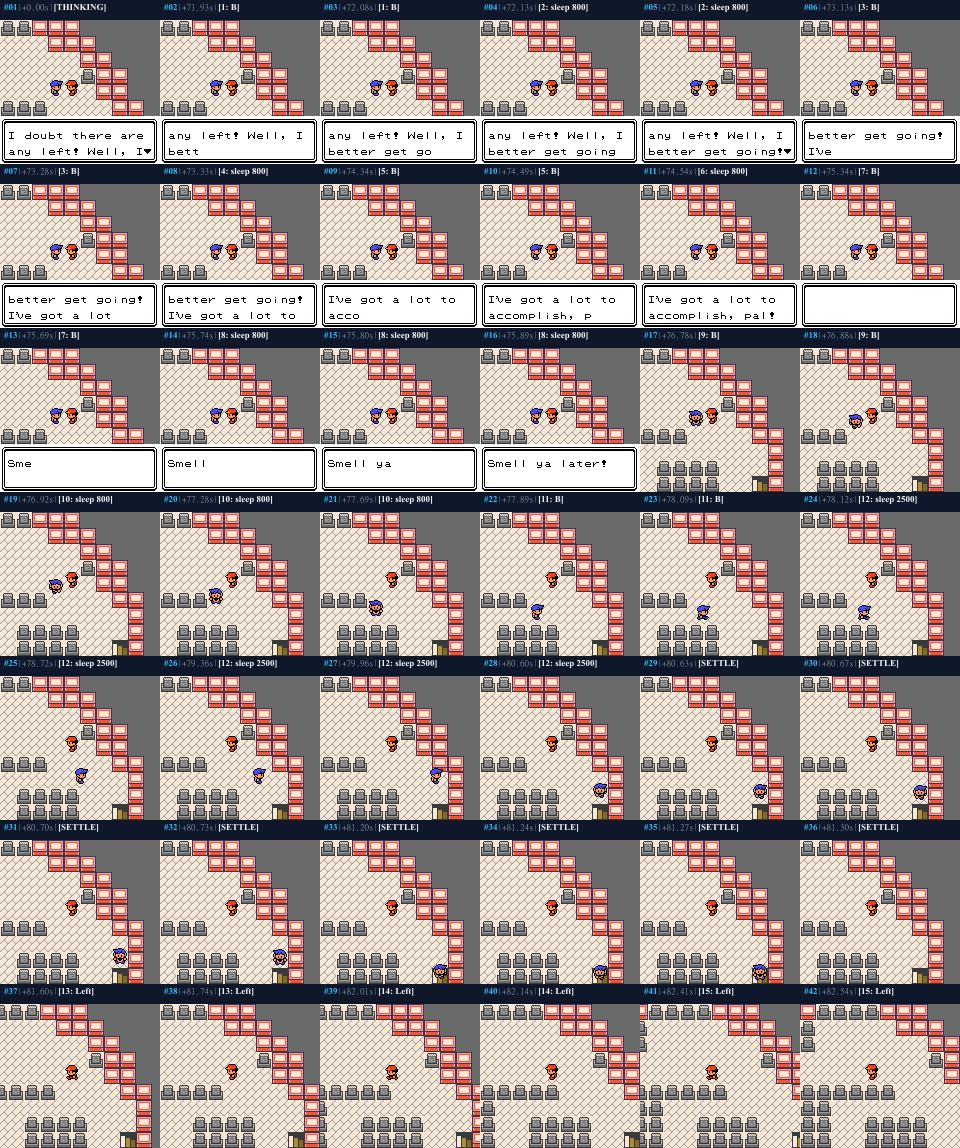 #01|+0.00s|[THINKING] #02|+71.93s|[1: B] #03|+72.08s|[1: B] #04|+72.13s|[2: sleep 800] #05|+72.18s|[2: sleep 800] #06|+73.13s|[3: B]
I doubt there are
any left! Well, I▼
any left! Well, I
bett
any left! Well, I
better get go
any left! Well, I
better get going
any left! Well, I
better get going!▼
better get going!
I've
#07|+73.28s|[3: B] #08|+73.33s|[4: sleep 800] #09|+74.34s|[5: B] #10|+74.49s|[5: B] #11|+74.54s|[6: sleep 800] #12|+75.34s|[7: B]
better get going!
I've got a lot
better get going!
I've got a lot to
I've got a lot to
acco
I've got a lot to
accomplish, p
I've got a lot to
accomplish, pal!
#13|+75.69s|[7: B] #14|+75.74s|[8: sleep 800] #15|+75.80s|[8: sleep 800] #16|+75.89s|[8: sleep 800] #17|+76.78s|[9: B] #18|+76.88s|[9: B]
Sme
Smell
Smell ya
Smell ya later!
#19|+76.92s|[10: sleep 800] #20|+77.28s|[10: sleep 800] #21|+77.69s|[10: sleep 800] #22|+77.89s|[11: B] #23|+78.09s|[11: B] #24|+78.12s|[12: sleep 2500]
#25|+78.72s|[12: sleep 2500] #26|+79.36s|[12: sleep 2500] #27|+79.96s|[12: sleep 2500] #28|+80.60s|[12: sleep 2500] #29|+80.63s|[SETTLE] #30|+80.67s|[SETTLE]
#31|+80.70s|[SETTLE] #32|+80.73s|[SETTLE] #33|+81.20s|[SETTLE] #34|+81.24s|[SETTLE] #35|+81.27s|[SETTLE] #36|+81.30s|[SETTLE]
#37|+81.60s|[13: Left] #38|+81.74s|[13: Left] #39|+82.01s|[14: Left] #40|+82.14s|[14: Left] #41|+82.41s|[15: Left] #42|+82.54s|[15: Left]